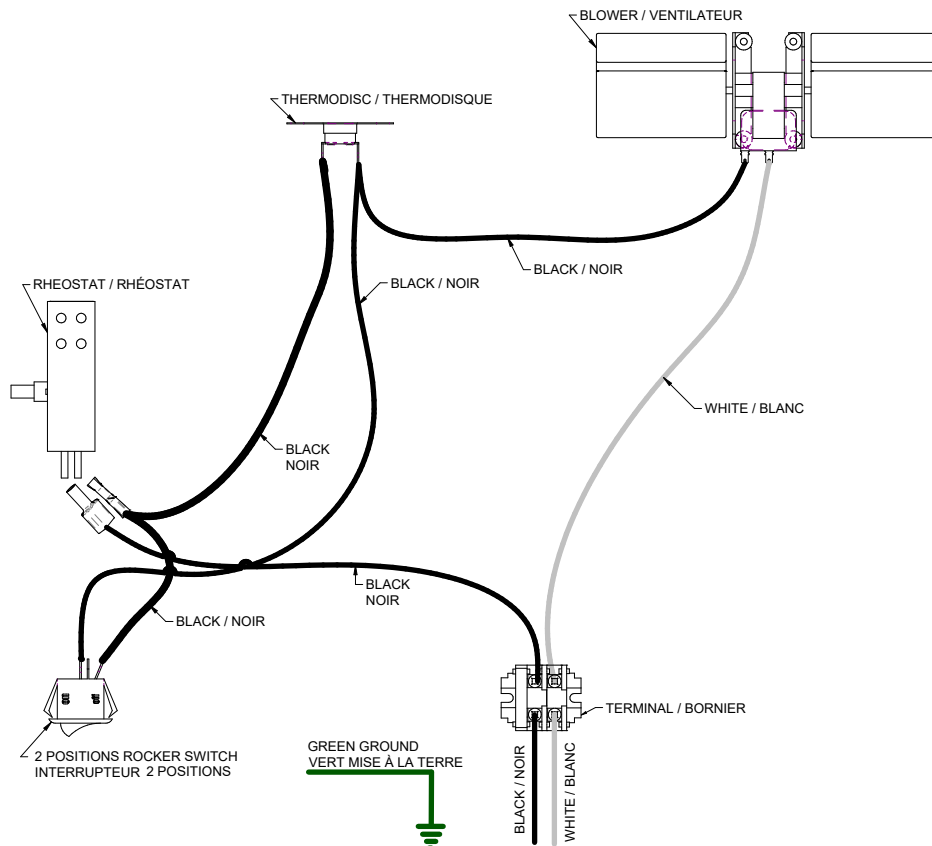 BLOWER / VENTILATEUR
THERMODISC / THERMODISQUE
BLACK / NOIR
BLACK / NOIR
RHEOSTAT / RHÉOSTAT
WHITE / BLANC
BLACK
NOIR
BLACK
NOIR
BLACK / NOIR
TERMINAL / BORNIER
2 POSITIONS ROCKER SWITCH
INTERRUPTEUR 2 POSITIONS
GREEN GROUND
VERT MISE À LA TERRE
BLACK / NOIR
WHITE / BLANC